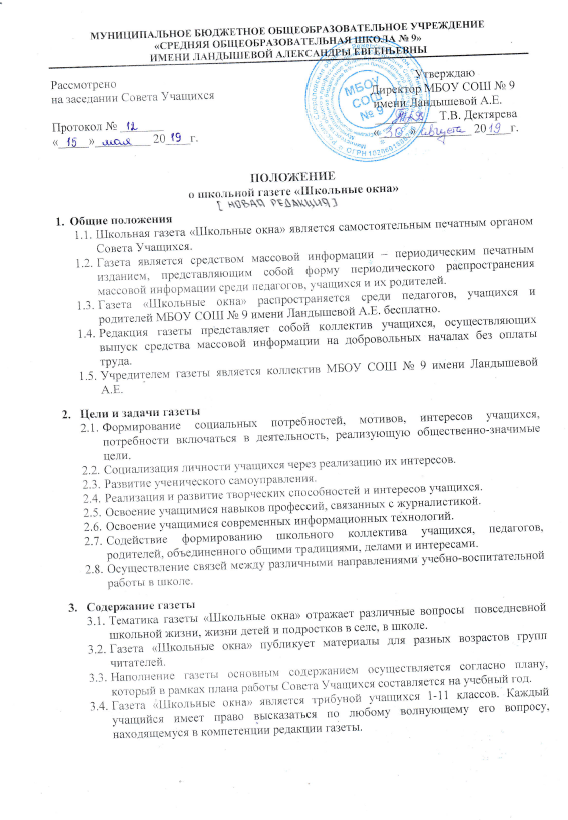 МУНИЦИПАЛЬНОЕ БЮДЖЕТНОЕ ОБЩЕОБРАЗОВАТЕЛЬНОЕ УЧРЕЖДЕНИЕ
«СРЕДНЯЯ ОБЩЕОБРАЗОВАТЕЛЬНАЯ ШКОЛА № 9»
ИМЕНИ ЛАНДЫШЕВОЙ АЛЕКСАНДРЫ ЕВГЕНЬЕВНЫ
Рассмотрено
на заседании Совета Учащихся
Протокол № 12
«15» мая 2019 г.
Утверждаю
Директор МБОУ СОШ № 9
имени Ландышевой А.Е.
Т.В. Дектярева
«30» августа 2019 г.
МБОУ
СОШ
№ 9
ПОЛОЖЕНИЕ
о школьной газете «Школьные окна»
[НОВАЯ РЕДАКЦИЯ]
1. Общие положения
1.1. Школьная газета «Школьные окна» является самостоятельным печатным органом
Совета Учащихся.
1.2. Газета является средством массовой информации – периодическим печатным
изданием, представляющим собой форму периодического распространения
массовой информации среди педагогов, учащихся и их родителей.
1.3. Газета «Школьные окна» распространяется среди педагогов, учащихся и
родителей МБОУ СОШ № 9 имени Ландышевой А.Е. бесплатно.
1.4. Редакция газеты представляет собой коллектив учащихся, осуществляющих
выпуск средства массовой информации на добровольных началах без оплаты
труда.
1.5. Учредителем газеты является коллектив МБОУ СОШ № 9 имени Ландышевой
А.Е.
2. Цели и задачи газеты
2.1. Формирование социальных потребностей, мотивов, интересов учащихся,
потребности включаться в деятельность, реализующую общественно-значимые
цели.
2.2. Социализация личности учащихся через реализацию их интересов.
2.3. Развитие ученического самоуправления.
2.4. Реализация и развитие творческих способностей и интересов учащихся.
2.5. Освоение учащимися навыков профессий, связанных с журналистикой.
2.6. Освоение учащимися современных информационных технологий.
2.7. Содействие формированию школьного коллектива учащихся, педагогов,
родителей, объединенного общими традициями, делами и интересами.
2.8. Осуществление связей между различными направлениями учебно-воспитательной
работы в школе.
3. Содержание газеты
3.1. Тематика газеты «Школьные окна» отражает различные вопросы повседневной
школьной жизни, жизни детей и подростков в селе, в школе.
3.2. Газета «Школьные окна» публикует материалы для разных возрастов групп
читателей.
3.3. Наполнение газеты основным содержанием осуществляется согласно плану,
который в рамках плана работы Совета Учащихся составляется на учебный год.
3.4. Газета «Школьные окна» является трибуной учащихся 1-11 классов. Каждый
учащийся имеет право высказаться по любому волнующему его вопросу,
находящемуся в компетенции редакции газеты.